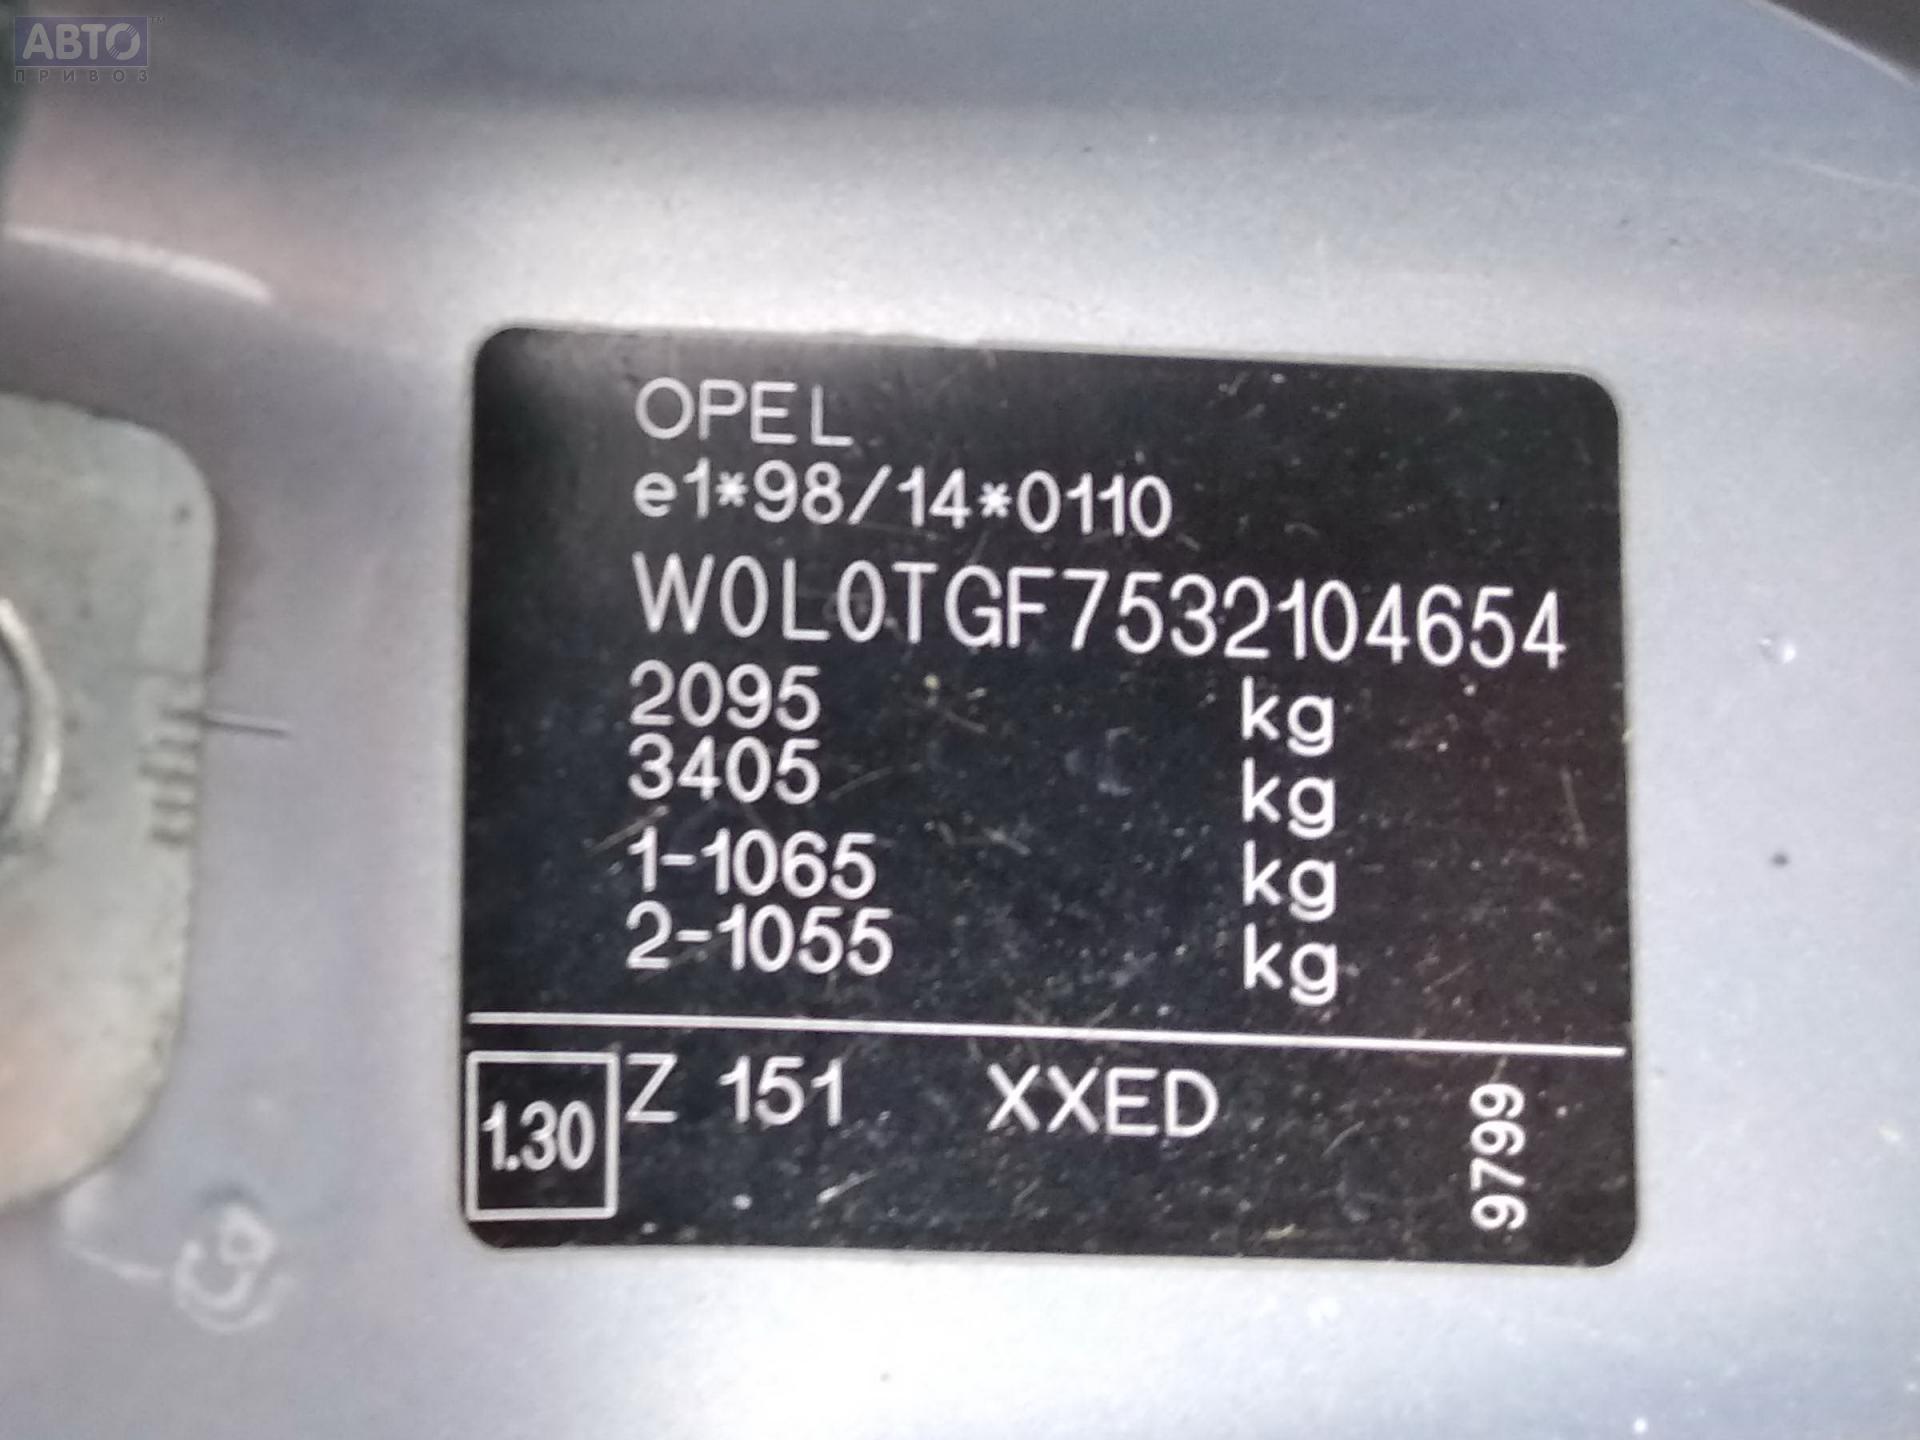 АВТО™
ПРИВОЗ
OPEL
e1*98/14*0110
W0L0TGF7532104654
2095 kg
3405 kg
1-1065 kg
2-1055 kg
1.30 Z 151 XXED 9799